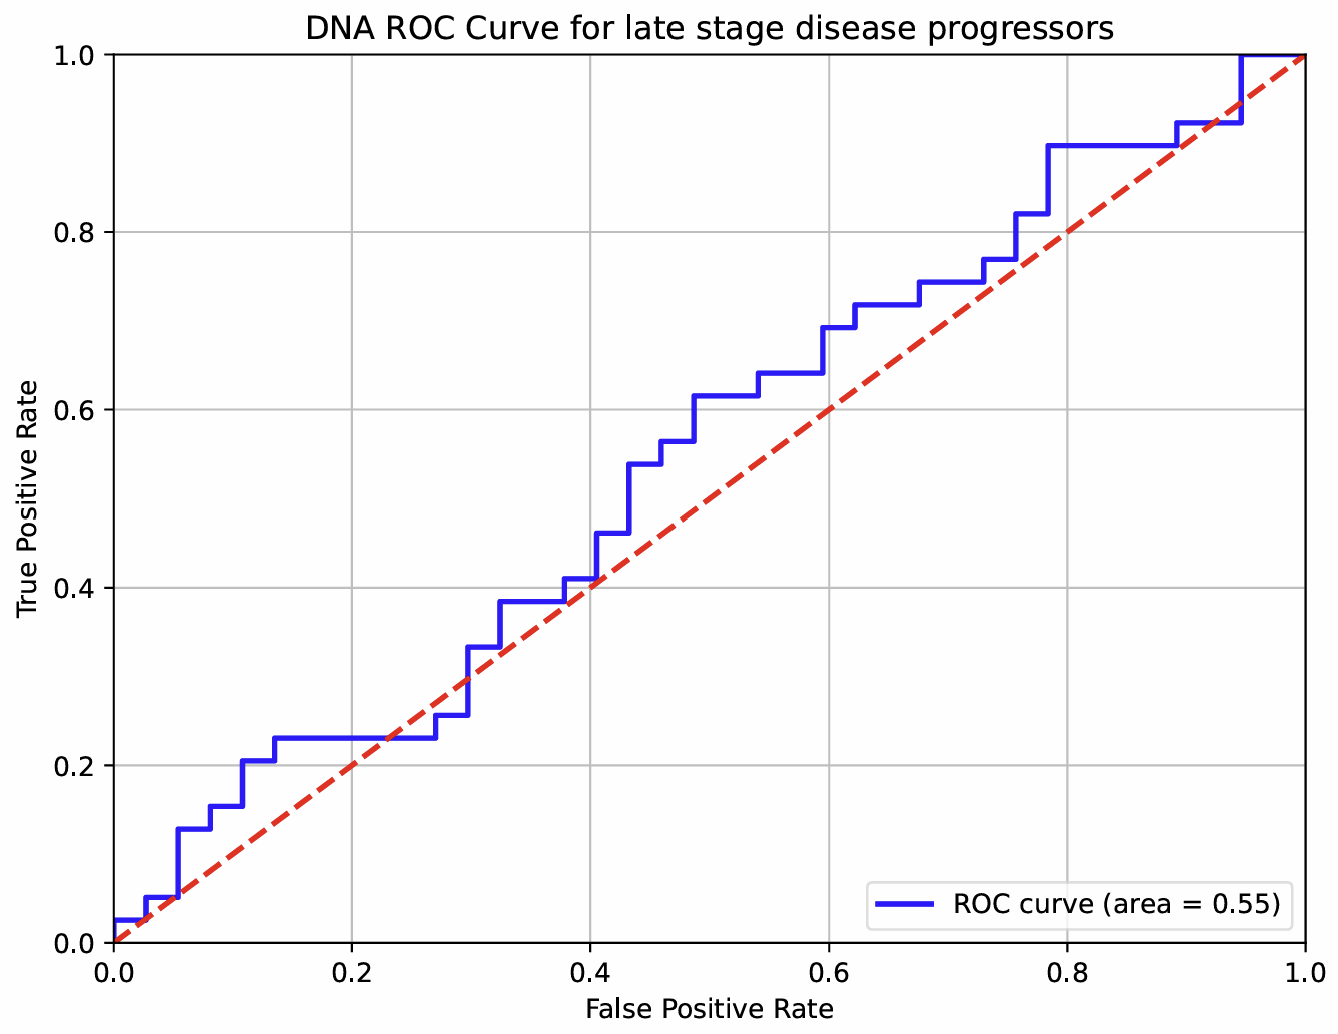 DNA ROC Curve for late stage disease progressors
1.0
0.8
0.6
0.4
0.2
0.0
True Positive Rate
ROC curve (area = 0.55)
0.0 0.2 0.4 0.6 0.8 1.0
False Positive Rate